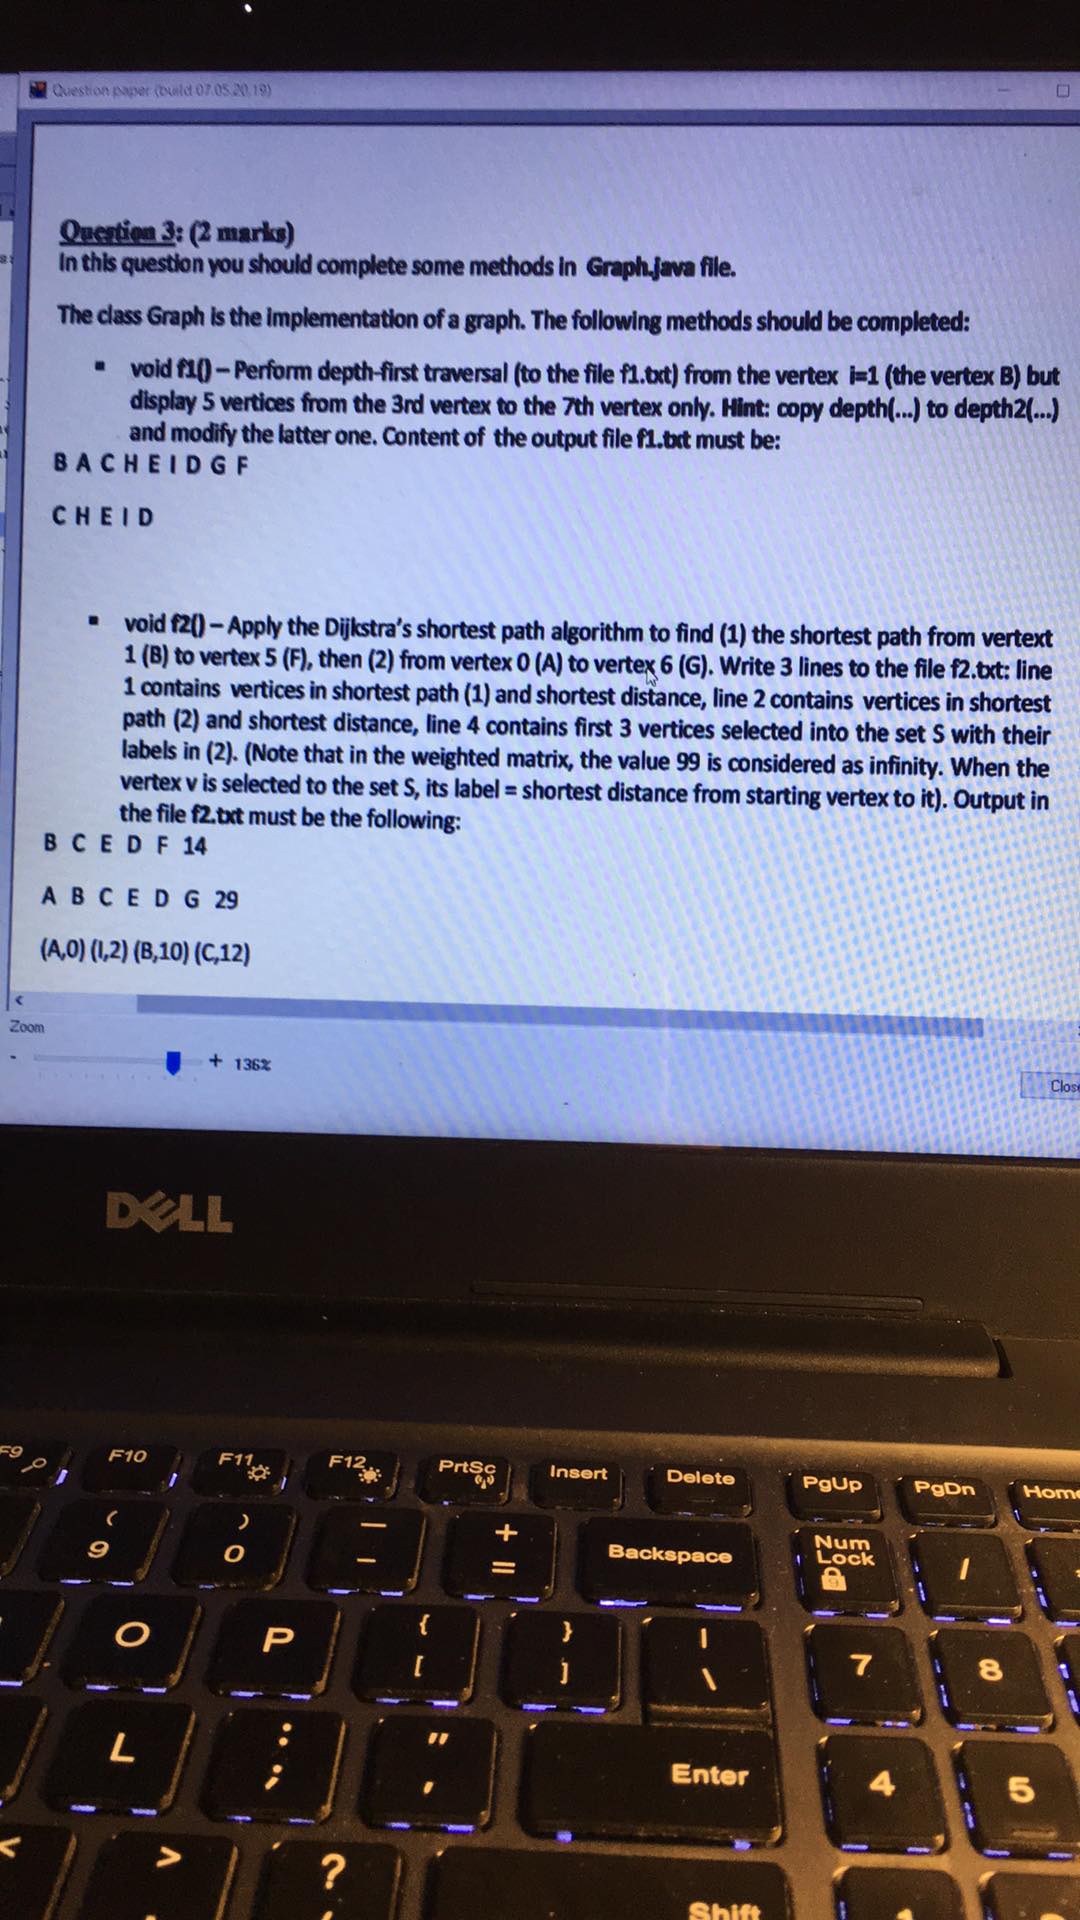 Question paper (build 07.05.20.19)
Question 3: (2 marks)
In this question you should complete some methods in Graph.java file.
The class Graph is the implementation of a graph. The following methods should be completed:
▪ void f1() – Perform depth-first traversal (to the file f1.txt) from the vertex i=1 (the vertex B) but
display 5 vertices from the 3rd vertex to the 7th vertex only. Hint: copy depth(...) to depth2(...)
and modify the latter one. Content of the output file f1.txt must be:
B A C H E I D G F
C H E I D
▪ void f2() – Apply the Dijkstra's shortest path algorithm to find (1) the shortest path from vertext
1 (B) to vertex 5 (F), then (2) from vertex 0 (A) to vertex 6 (G). Write 3 lines to the file f2.txt: line
1 contains vertices in shortest path (1) and shortest distance, line 2 contains vertices in shortest
path (2) and shortest distance, line 4 contains first 3 vertices selected into the set S with their
labels in (2). (Note that in the weighted matrix, the value 99 is considered as infinity. When the
vertex v is selected to the set S, its label = shortest distance from starting vertex to it). Output in
the file f2.txt must be the following:
B C E D F 14
A B C E D G 29
(A,0) (I,2) (B,10) (C,12)
<
Zoom
- + 136%
Close
DELL
F9 F10 F11 F12 PrtSc Insert Delete PgUp PgDn Home
( 9 ) 0 _ - + = Backspace Num Lock /
O P { [ } ] | \ 7 8
L : ; " ' Enter 4 5
< > . ? Shift